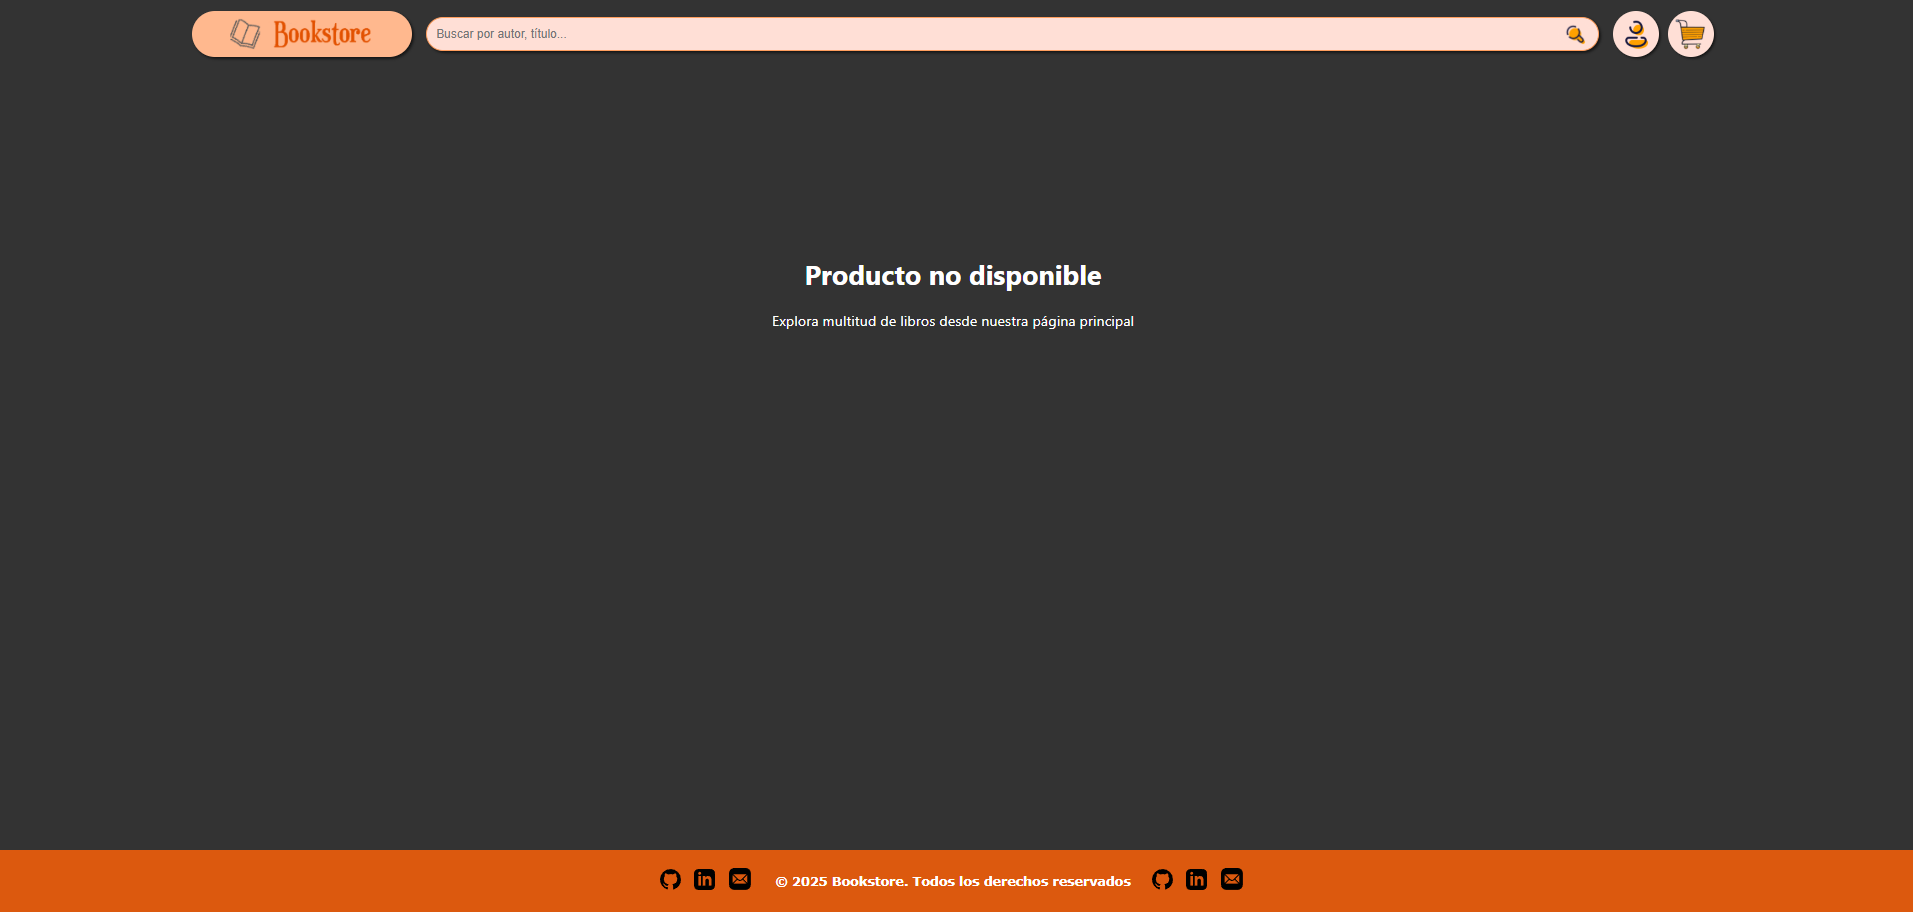 Bookstore
Buscar por autor, título...
Producto no disponible
Explora multitud de libros desde nuestra página principal
© 2025 Bookstore. Todos los derechos reservados